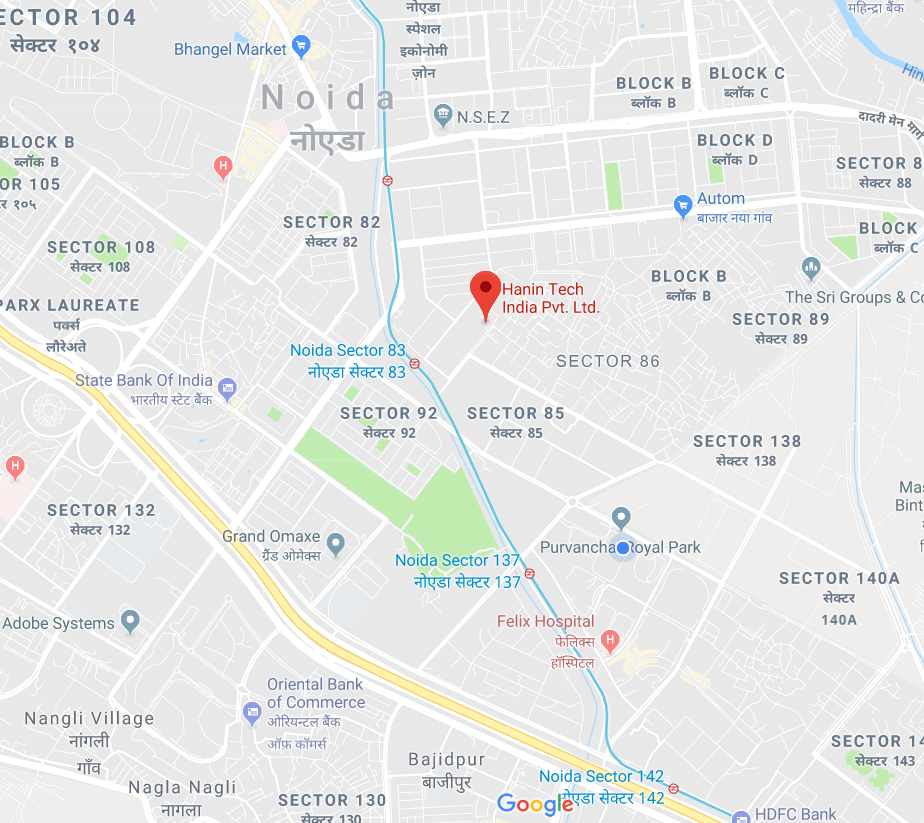 ECTOR 104
सेक्टर १०४
Bhangel Market
नोएडा
स्पेशल
इकोनोमी
ज़ोन
महिन्द्रा बैंक
Noida
नोएडा
N.S.E.Z
BLOCK B
ब्लॉक B
BLOCK C
ब्लॉक C
दादरी मेन
BLOCK B
ब्लॉक B
OR 105
१०५
H
BLOCK D
ब्लॉक D
SECTOR 8
सेक्टर 88
Autom
बाजार नया गांव
SECTOR 82
सेक्टर 82
SECTOR 108
सेक्टर 108
BLOCK
ब्लॉक C
BLOCK B
ब्लॉक B
Hanin Tech
India Pvt. Ltd.
The Sri Groups & Co
PARX LAUREATE
पर्क्स
लौरेअते
SECTOR 89
सेक्टर 89
Noida Sector 83
नोएडा सेक्टर 83
SECTOR 86
State Bank Of India
भारतीय स्टेट बैंक
SECTOR 92
सेक्टर 92
SECTOR 85
सेक्टर 85
SECTOR 138
सेक्टर 138
H
SECTOR 132
सेक्टर 132
Mas
Bint
Grand Omaxe
ग्रैंड ओमेक्स
Purvancha Royal Park
Noida Sector 137
नोएडा सेक्टर 137
SECTOR 140A
सेक्टर
140A
Adobe Systems
Felix Hospital
फेलिक्स
हॉस्पिटल
H
Oriental Bank
of Commerce
ओरियन्टल बैंक
ऑफ़ कॉमर्स
Nangli Village
नांगली
गाँव
Bajidpur
बाजीपुर
SECTOR 14
सेक्टर 143
Nagla Nagli
नागला
SECTOR 130
सेक्टर 130
Noida Sector 142
नोएडा सेक्टर 142
Google
HDFC Bank